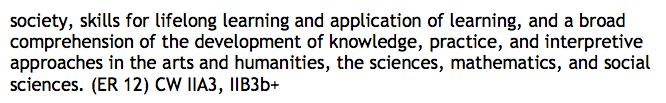 society, skills for lifelong learning and application of learning, and a broad
comprehension of the development of knowledge, practice, and interpretive
approaches in the arts and humanities, the sciences, mathematics, and social
sciences. (ER 12) CW IIA3, IIB3b+